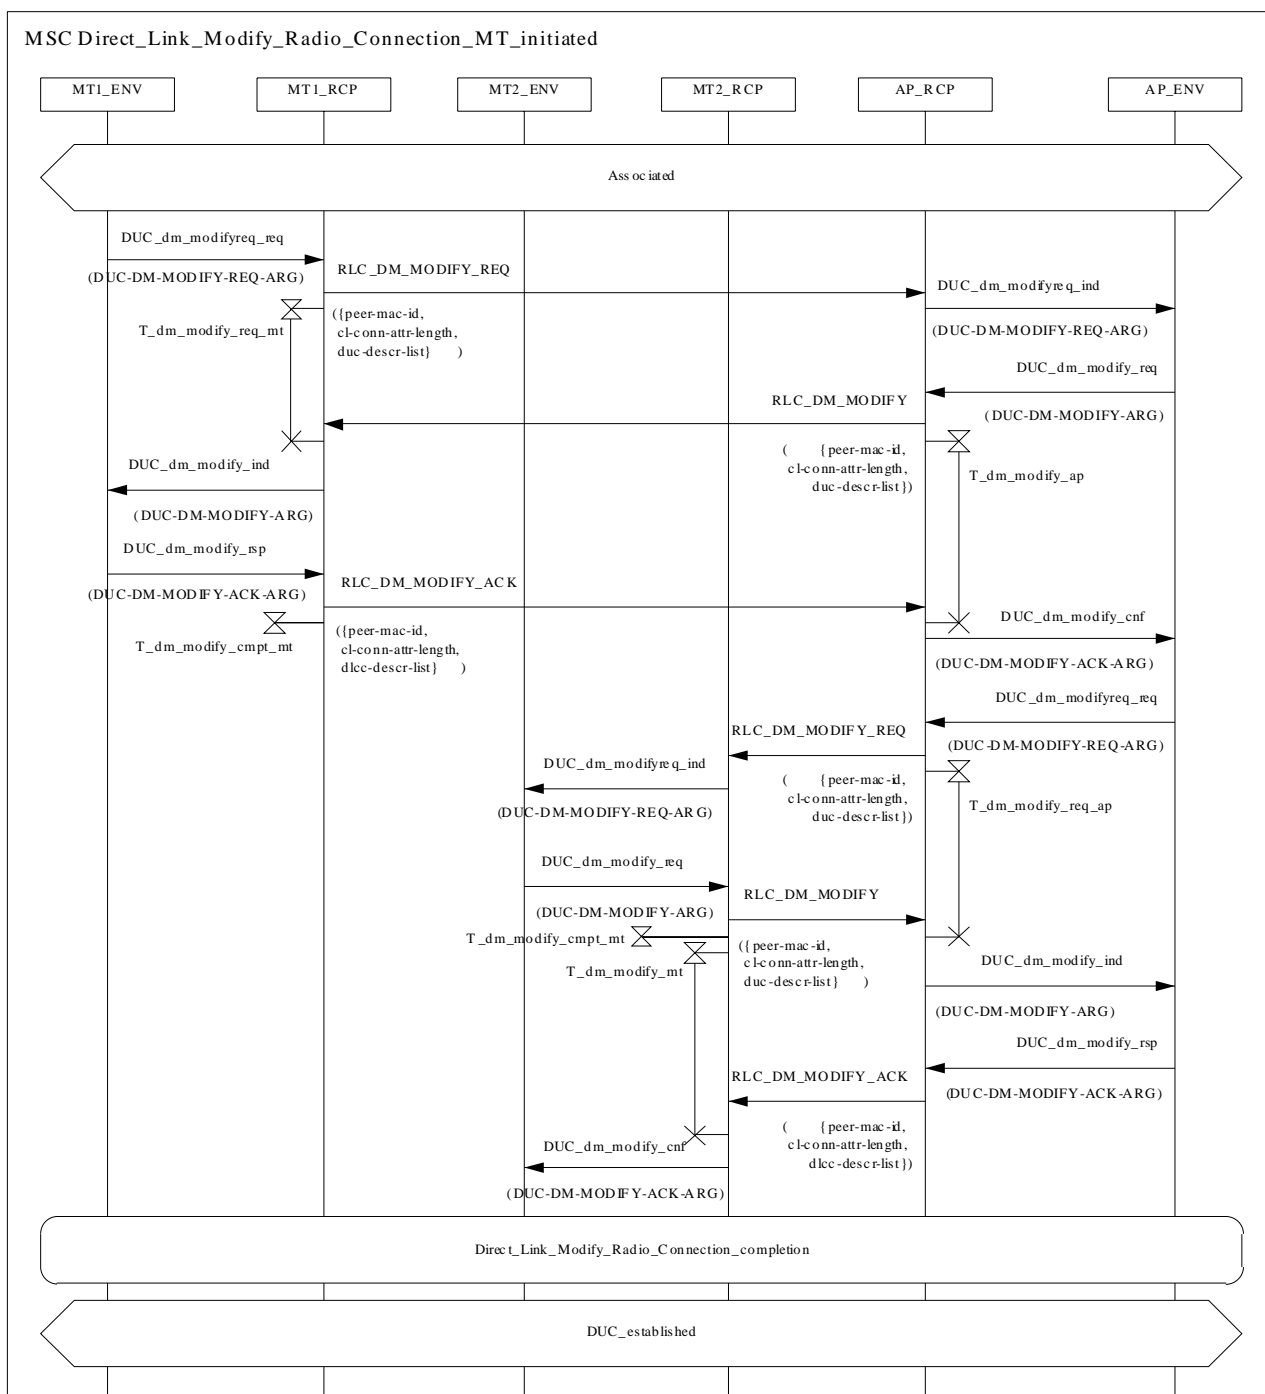 MSC Direct_Link_Modify_Radio_Connection_MT_initiated
MT1_ENV
MT1_RCP
MT2_ENV
MT2_RCP
AP_RCP
AP_ENV
Associated
DUC_dm_modifyreq_req
(DUC-DM-MODIFY-REQ-ARG)
RLC_DM_MODIFY_REQ
({peer-mac-id,
cl-conn-attr-length,
duc-descr-list} )
T_dm_modify_req_mt
DUC_dm_modifyreq_ind
(DUC-DM-MODIFY-REQ-ARG)
DUC_dm_modify_req
(DUC-DM-MODIFY-ARG)
RLC_DM_MODIFY
( {peer-mac-id,
cl-conn-attr-length,
duc-descr-list})
T_dm_modify_ap
DUC_dm_modify_ind
(DUC-DM-MODIFY-ARG)
DUC_dm_modify_rsp
(DUC-DM-MODIFY-ACK-ARG)
RLC_DM_MODIFY_ACK
({peer-mac-id,
cl-conn-attr-length,
dlcc-descr-list} )
T_dm_modify_cmpt_mt
DUC_dm_modify_cnf
(DUC-DM-MODIFY-ACK-ARG)
DUC_dm_modifyreq_req
(DUC-DM-MODIFY-REQ-ARG)
RLC_DM_MODIFY_REQ
( {peer-mac-id,
cl-conn-attr-length,
duc-descr-list})
T_dm_modify_req_ap
DUC_dm_modifyreq_ind
(DUC-DM-MODIFY-REQ-ARG)
DUC_dm_modify_req
(DUC-DM-MODIFY-ARG)
RLC_DM_MODIFY
({peer-mac-id,
cl-conn-attr-length,
duc-descr-list} )
T_dm_modify_cmpt_mt
T_dm_modify_mt
DUC_dm_modify_ind
(DUC-DM-MODIFY-ARG)
DUC_dm_modify_rsp
(DUC-DM-MODIFY-ACK-ARG)
RLC_DM_MODIFY_ACK
( {peer-mac-id,
cl-conn-attr-length,
dlcc-descr-list})
DUC_dm_modify_cnf
(DUC-DM-MODIFY-ACK-ARG)
Direct_Link_Modify_Radio_Connection_completion
DUC_established